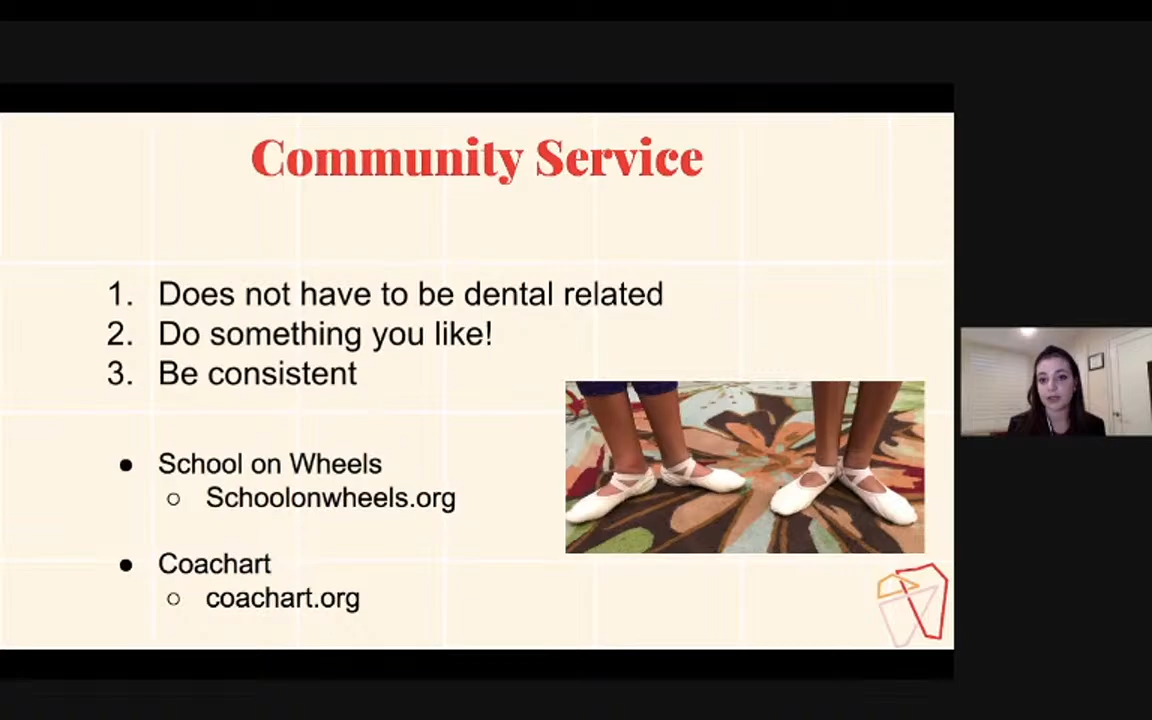 Community Service
1. Does not have to be dental related
2. Do something you like!
3. Be consistent
● School on Wheels
○ Schoolonwheels.org
● Coachart
○ coachart.org